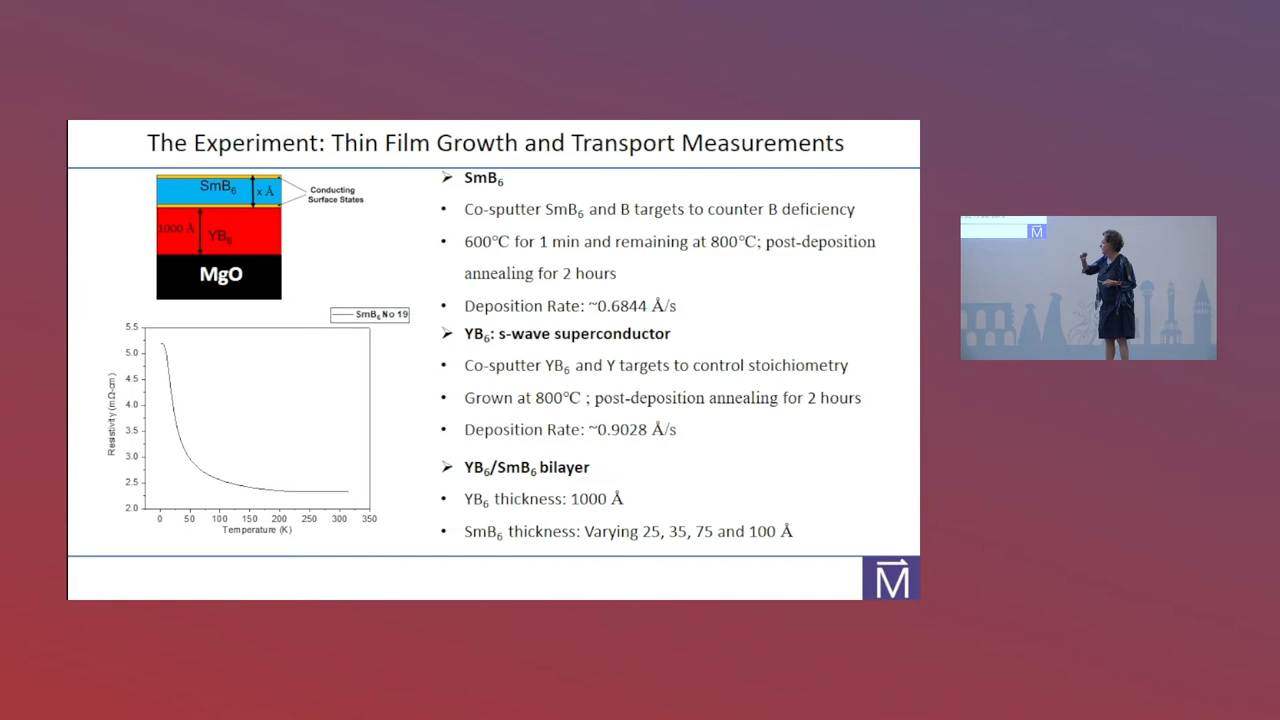 The Experiment: Thin Film Growth and Transport Measurements
SmB₆
x Å
Conducting
Surface States
1000 Å
YB₆
MgO
SmB₆ No 19
5.5
5.0
4.5
4.0
3.5
3.0
2.5
2.0
Resistivity (mΩ-cm)
0 50 100 150 200 250 300 350
Temperature (K)
➢ SmB₆
• Co-sputter SmB₆ and B targets to counter B deficiency
• 600°C for 1 min and remaining at 800°C; post-deposition
annealing for 2 hours
• Deposition Rate: ~0.6844 Å/s
➢ YB₆: s-wave superconductor
• Co-sputter YB₆ and Y targets to control stoichiometry
• Grown at 800°C ; post-deposition annealing for 2 hours
• Deposition Rate: ~0.9028 Å/s
➢ YB₆/SmB₆ bilayer
• YB₆ thickness: 1000 Å
• SmB₆ thickness: Varying 25, 35, 75 and 100 Å
M
M